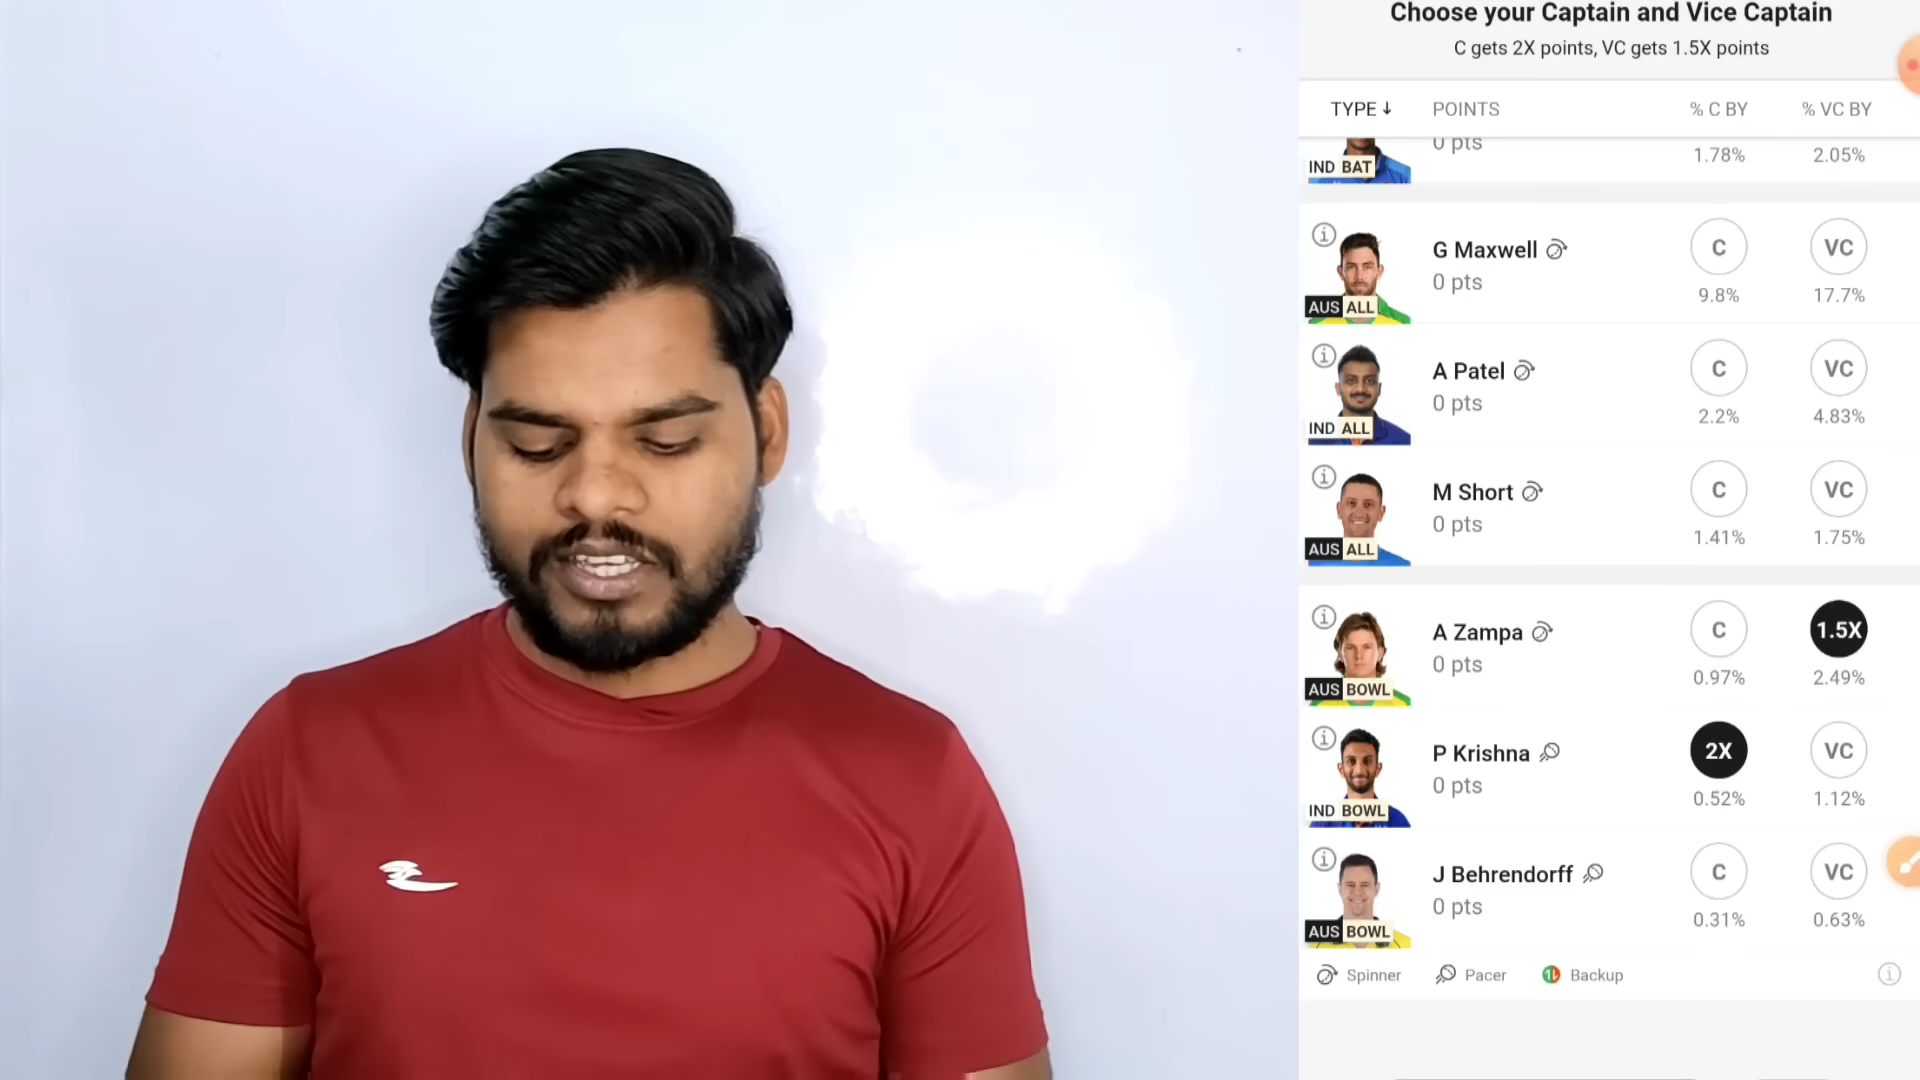 Choose your Captain and Vice Captain
C gets 2X points, VC gets 1.5X points
TYPE ↓ POINTS % C BY % VC BY
0 pts
1.78% 2.05%
IND BAT
G Maxwell C VC
0 pts
9.8% 17.7%
AUS ALL
A Patel C VC
0 pts
2.2% 4.83%
IND ALL
M Short C VC
0 pts
1.41% 1.75%
AUS ALL
A Zampa C 1.5X
0 pts
0.97% 2.49%
AUS BOWL
P Krishna 2X VC
0 pts
0.52% 1.12%
IND BOWL
J Behrendorff C VC
0 pts
0.31% 0.63%
AUS BOWL
Spinner Pacer Backup